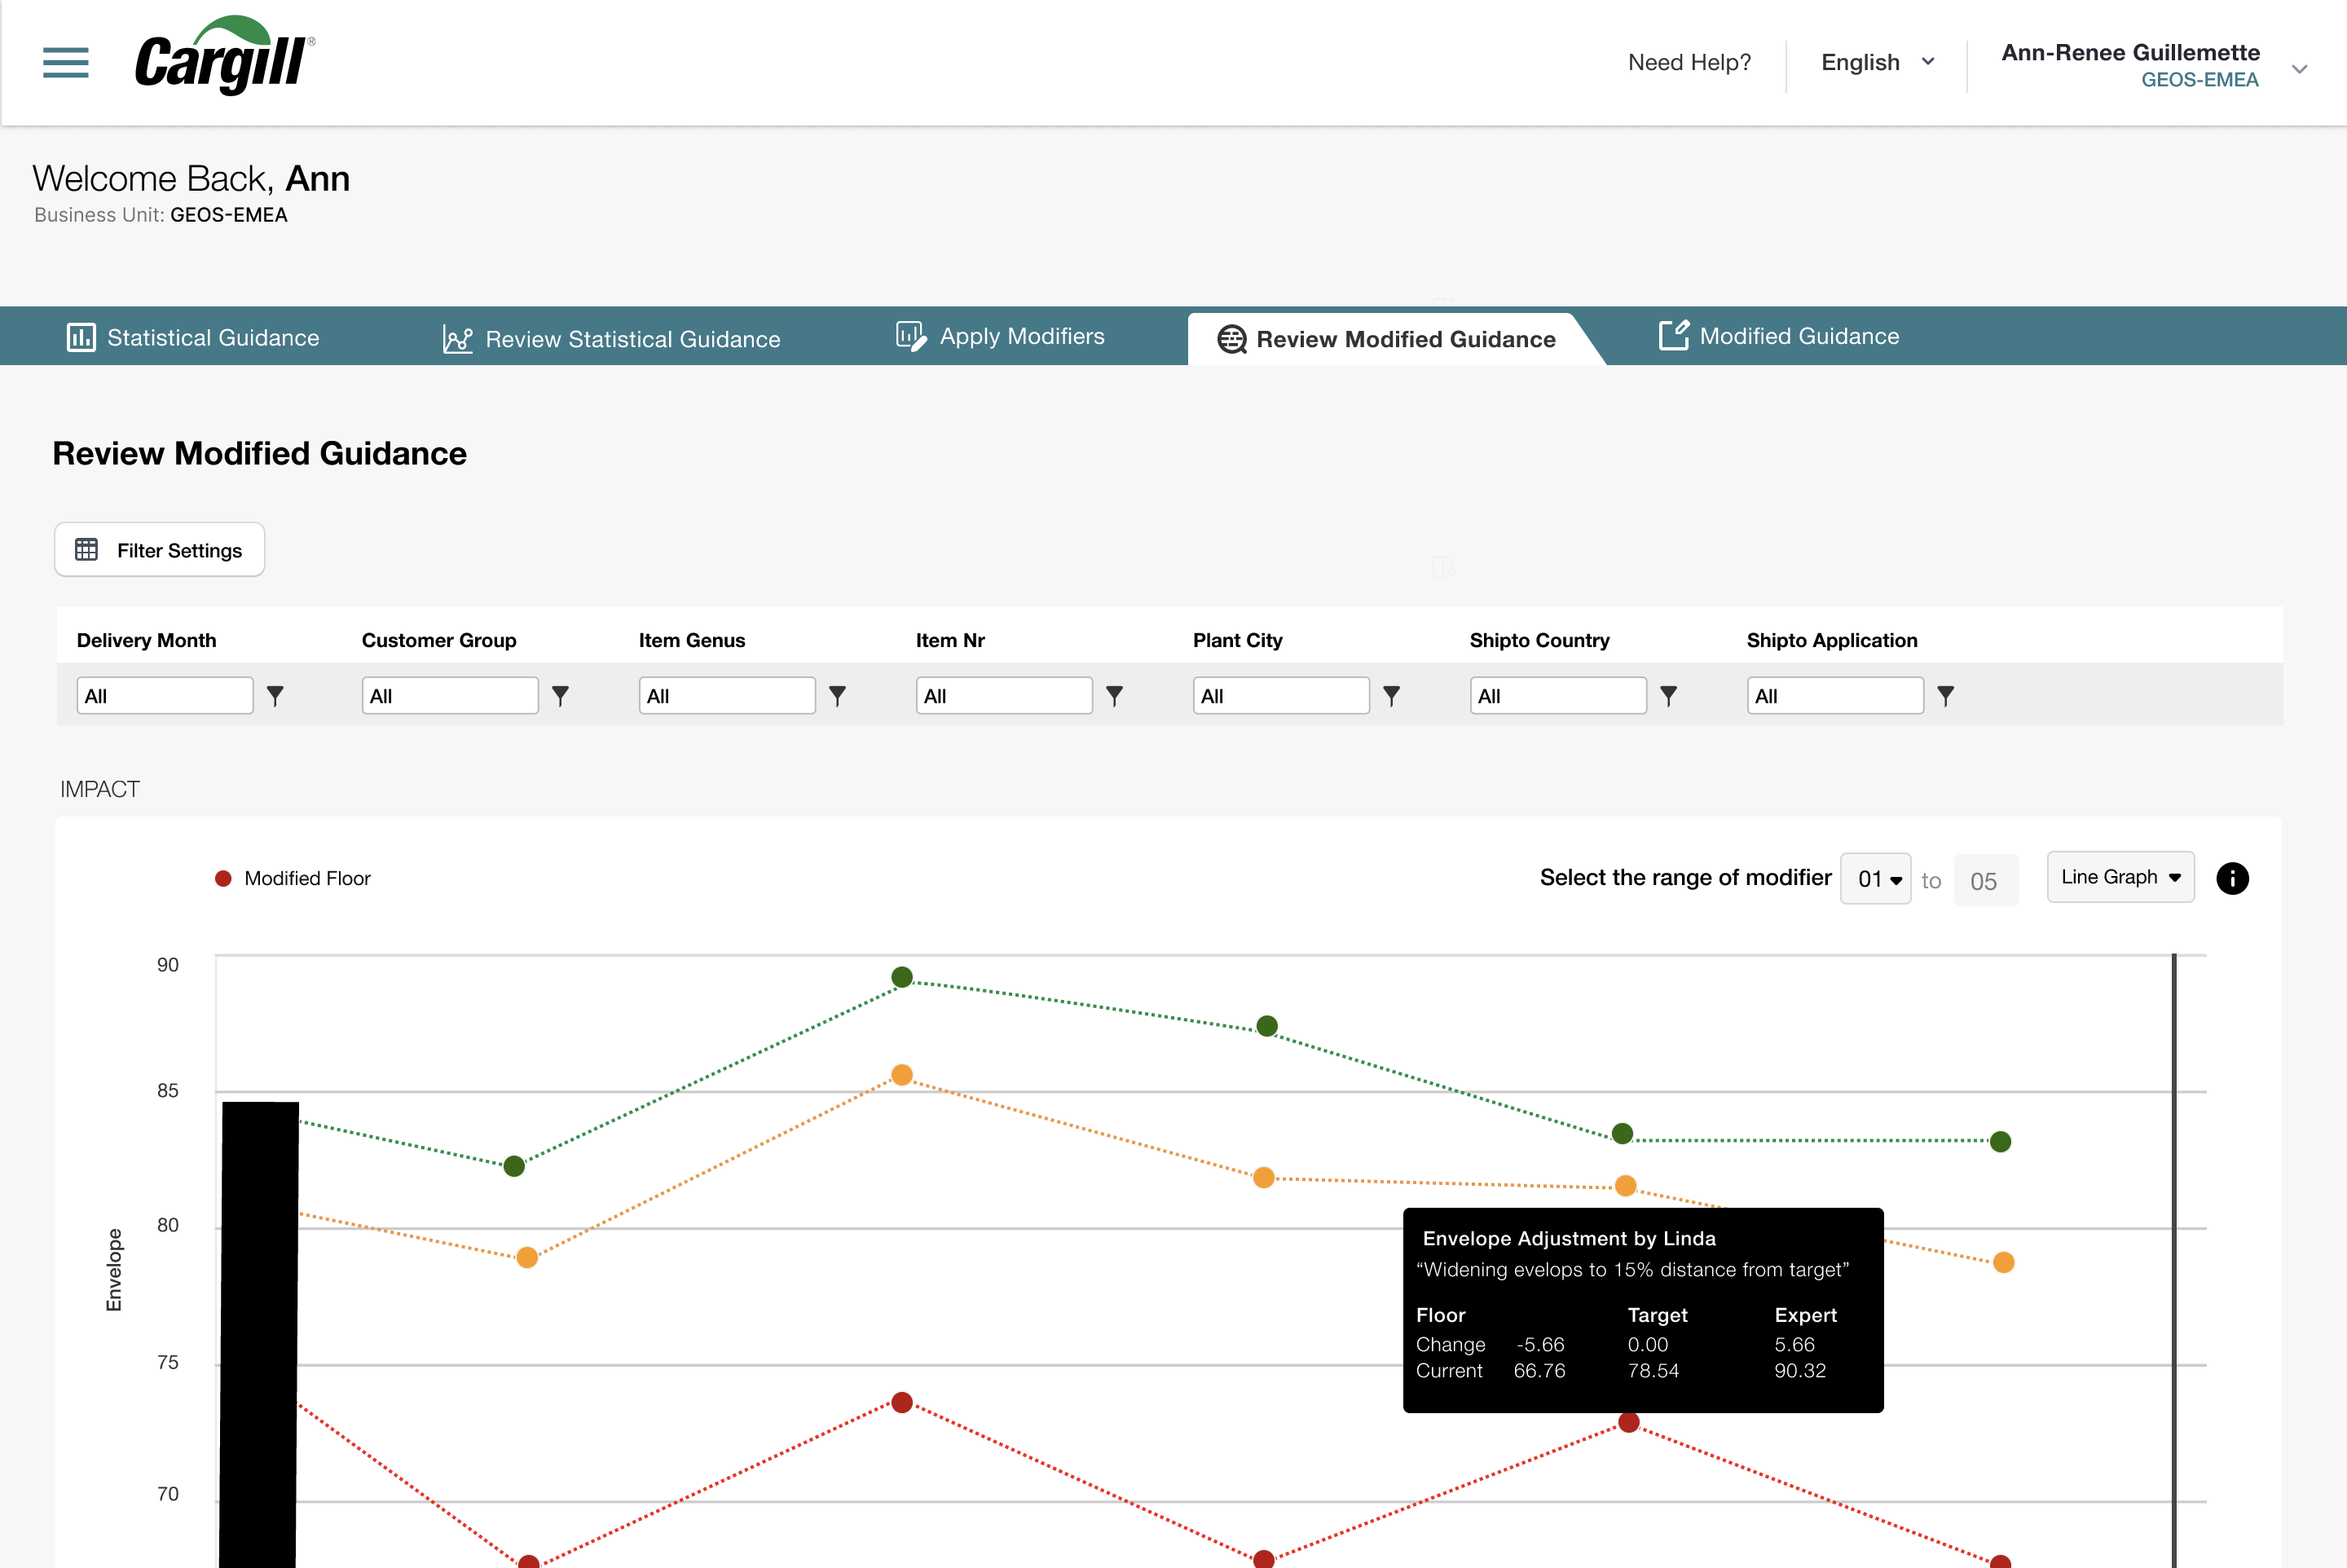 Cargill®
Need Help?
English
Ann-Renee Guillemette
GEOS-EMEA
Welcome Back, Ann
Business Unit: GEOS-EMEA
Statistical Guidance
Review Statistical Guidance
Apply Modifiers
Review Modified Guidance
Modified Guidance
Review Modified Guidance
Filter Settings
Delivery Month Customer Group Item Genus Item Nr Plant City Shipto Country Shipto Application
All All All All All All All
IMPACT
Modified Floor
Select the range of modifier 01 to 05
Line Graph
90
85
80
75
70
Envelope
Envelope Adjustment by Linda
“Widening evelops to 15% distance from target”
Floor Target Expert
Change -5.66 0.00 5.66
Current 66.76 78.54 90.32